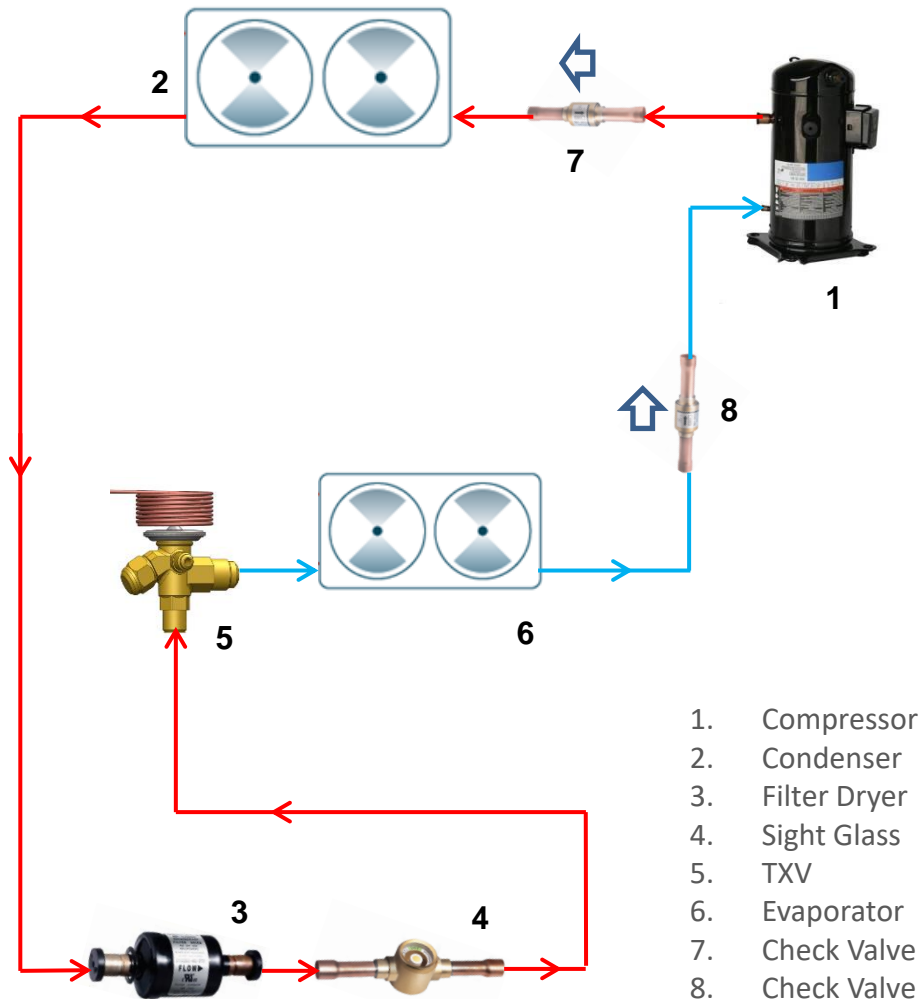 2
7
1
8
5
6
3
4
FLOW
1. Compressor
2. Condenser
3. Filter Dryer
4. Sight Glass
5. TXV
6. Evaporator
7. Check Valve
8. Check Valve